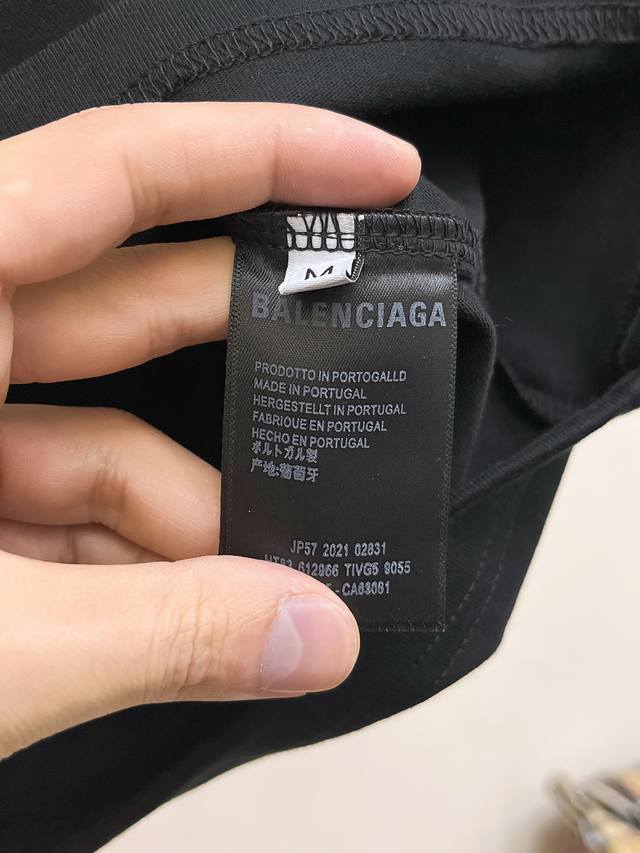 M
BALENCIAGA
PRODOTTO IN PORTOGALLD
MADE IN PORTUGAL
HERGESTELLT IN PORTUGAL
FABRIQUE EN PORTUGAL
HECHO EN PORTUGAL
ポルトガル製
产地:葡萄牙
JP57 2021 02831
612966 TIVG5 9055
-CA63061